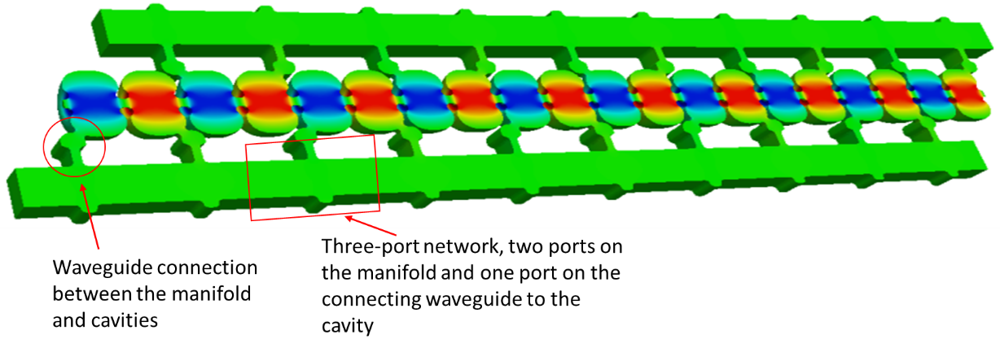 Waveguide connection
between the manifold
and cavities
Three-port network, two ports on
the manifold and one port on the
connecting waveguide to the
cavity